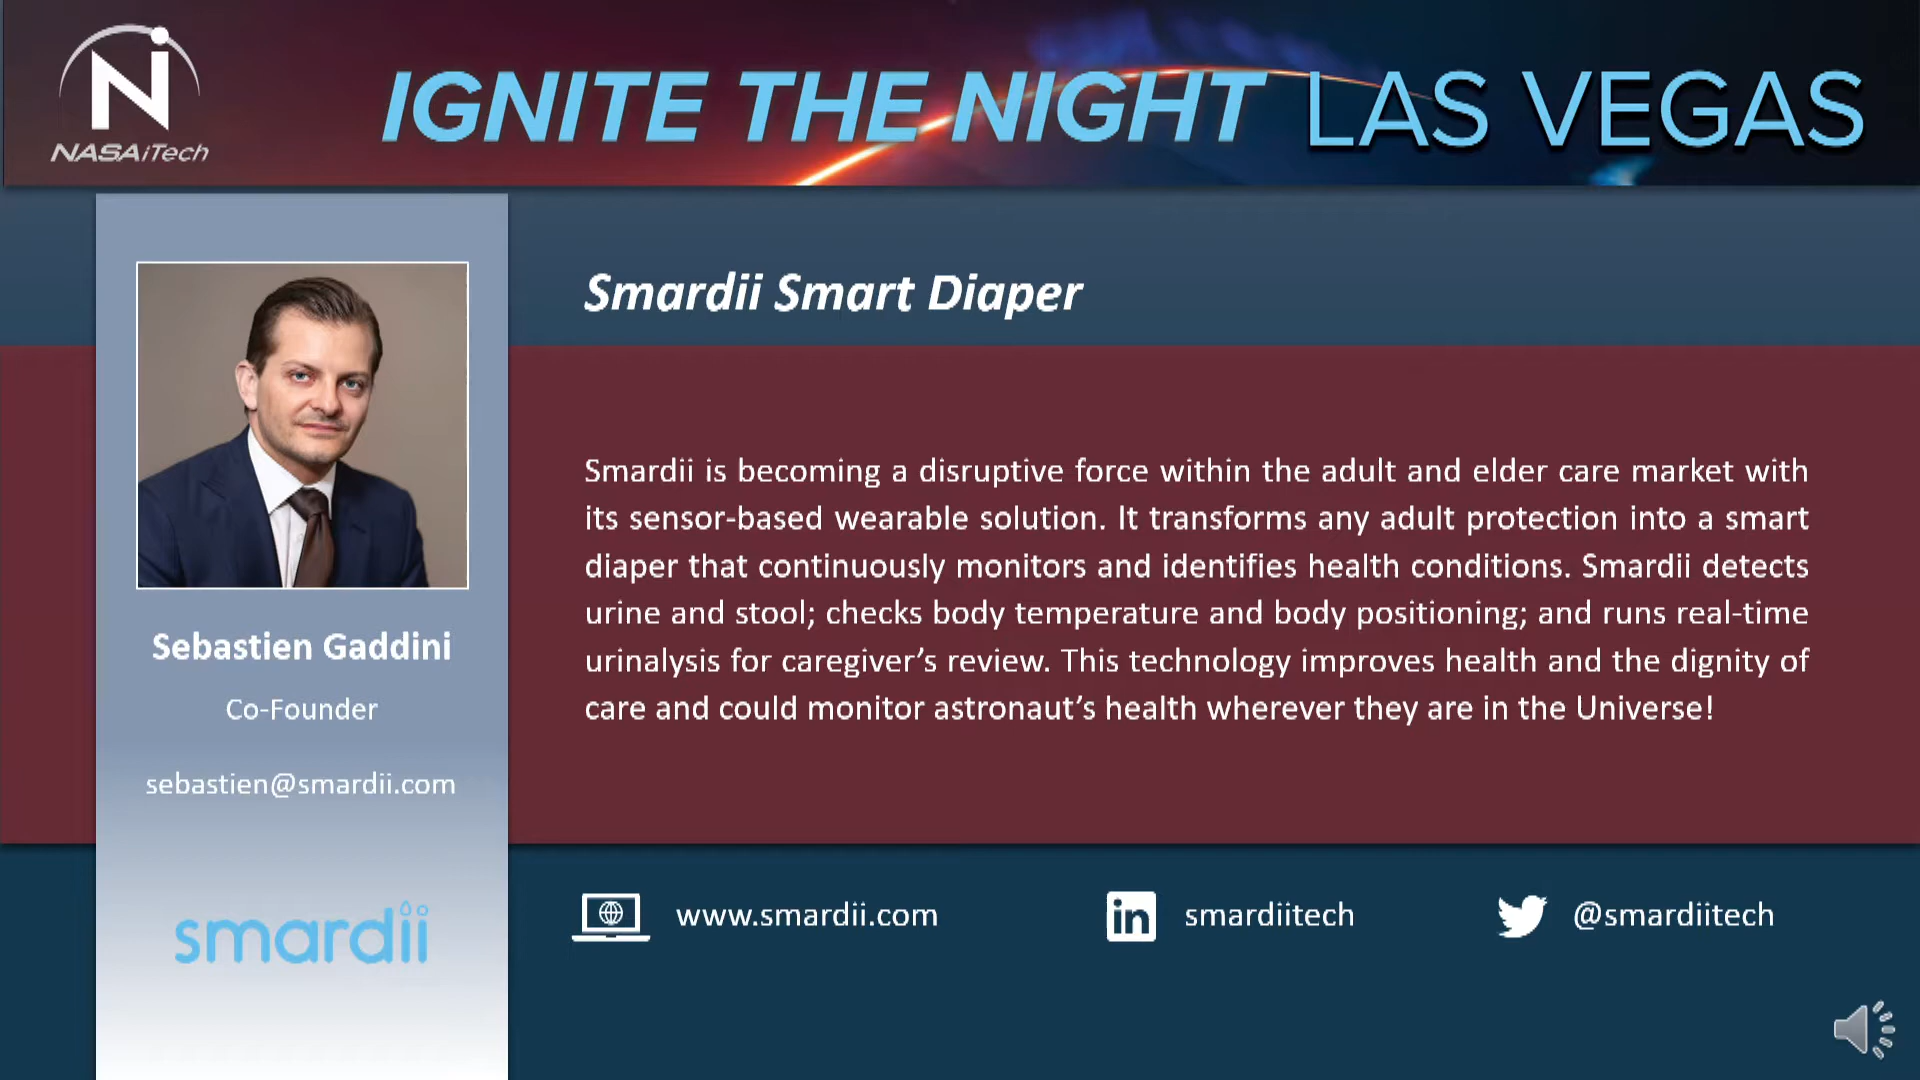 NASAiTech
IGNITE THE NIGHT LAS VEGAS
Smardii Smart Diaper
Sebastien Gaddini
Co-Founder
sebastien@smardii.com
smardii
Smardii is becoming a disruptive force within the adult and elder care market with
its sensor-based wearable solution. It transforms any adult protection into a smart
diaper that continuously monitors and identifies health conditions. Smardii detects
urine and stool; checks body temperature and body positioning; and runs real-time
urinalysis for caregiver’s review. This technology improves health and the dignity of
care and could monitor astronaut’s health wherever they are in the Universe!
www.smardii.com
in smardiitech
@smardiitech